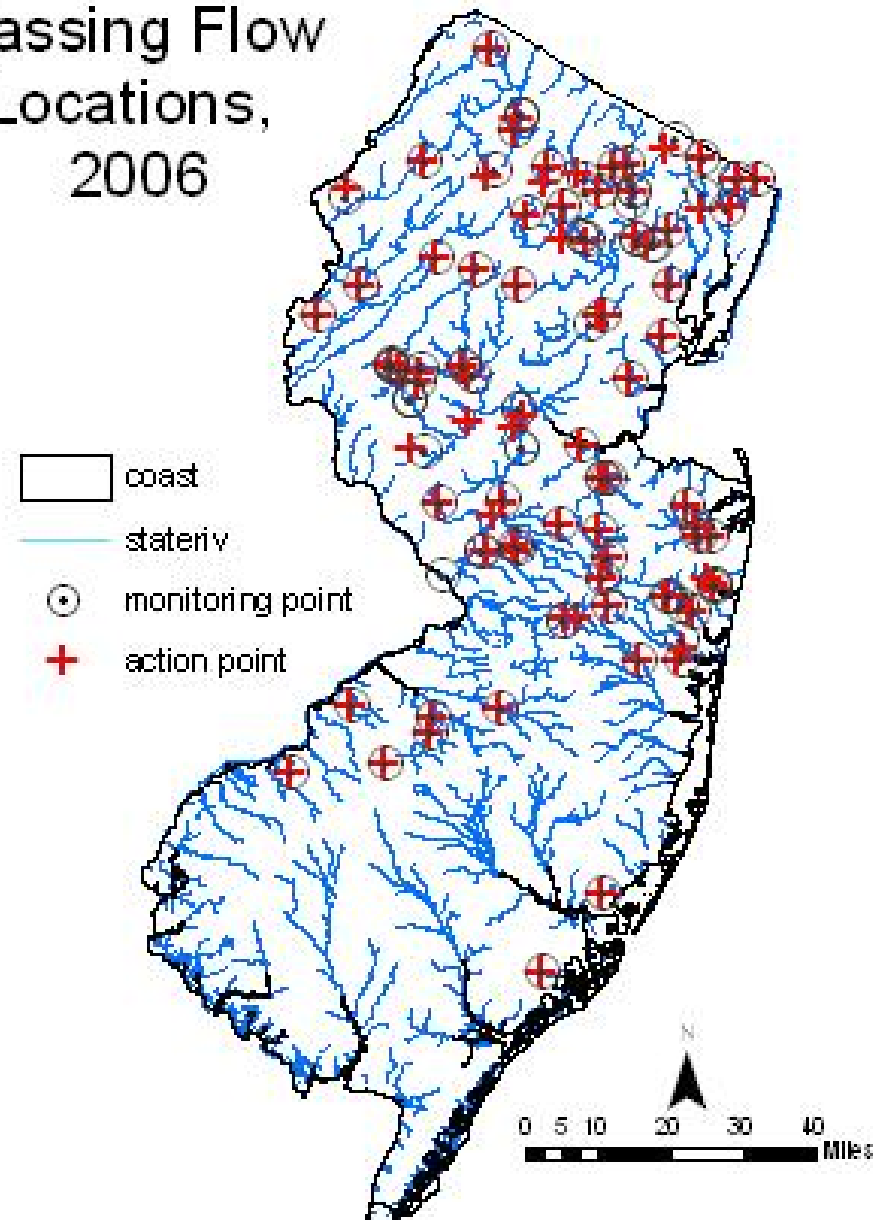 assing Flow
Locations,
2006
coast
stateriv
monitoring point
action point
N
0 5 10 20 30 40
Miles